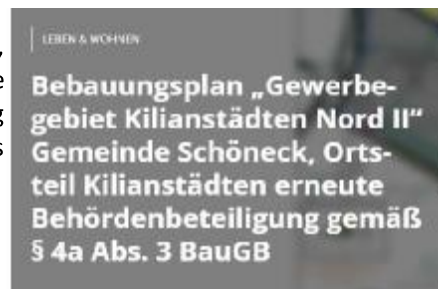 LEBEN & WOHNEN
Bebauungsplan „Gewerbe-
gebiet Kilianstädten Nord II“
Gemeinde Schöneck, Orts-
teil Kilianstädten erneute
Behördenbeteiligung gemäß
§ 4a Abs. 3 BauGB